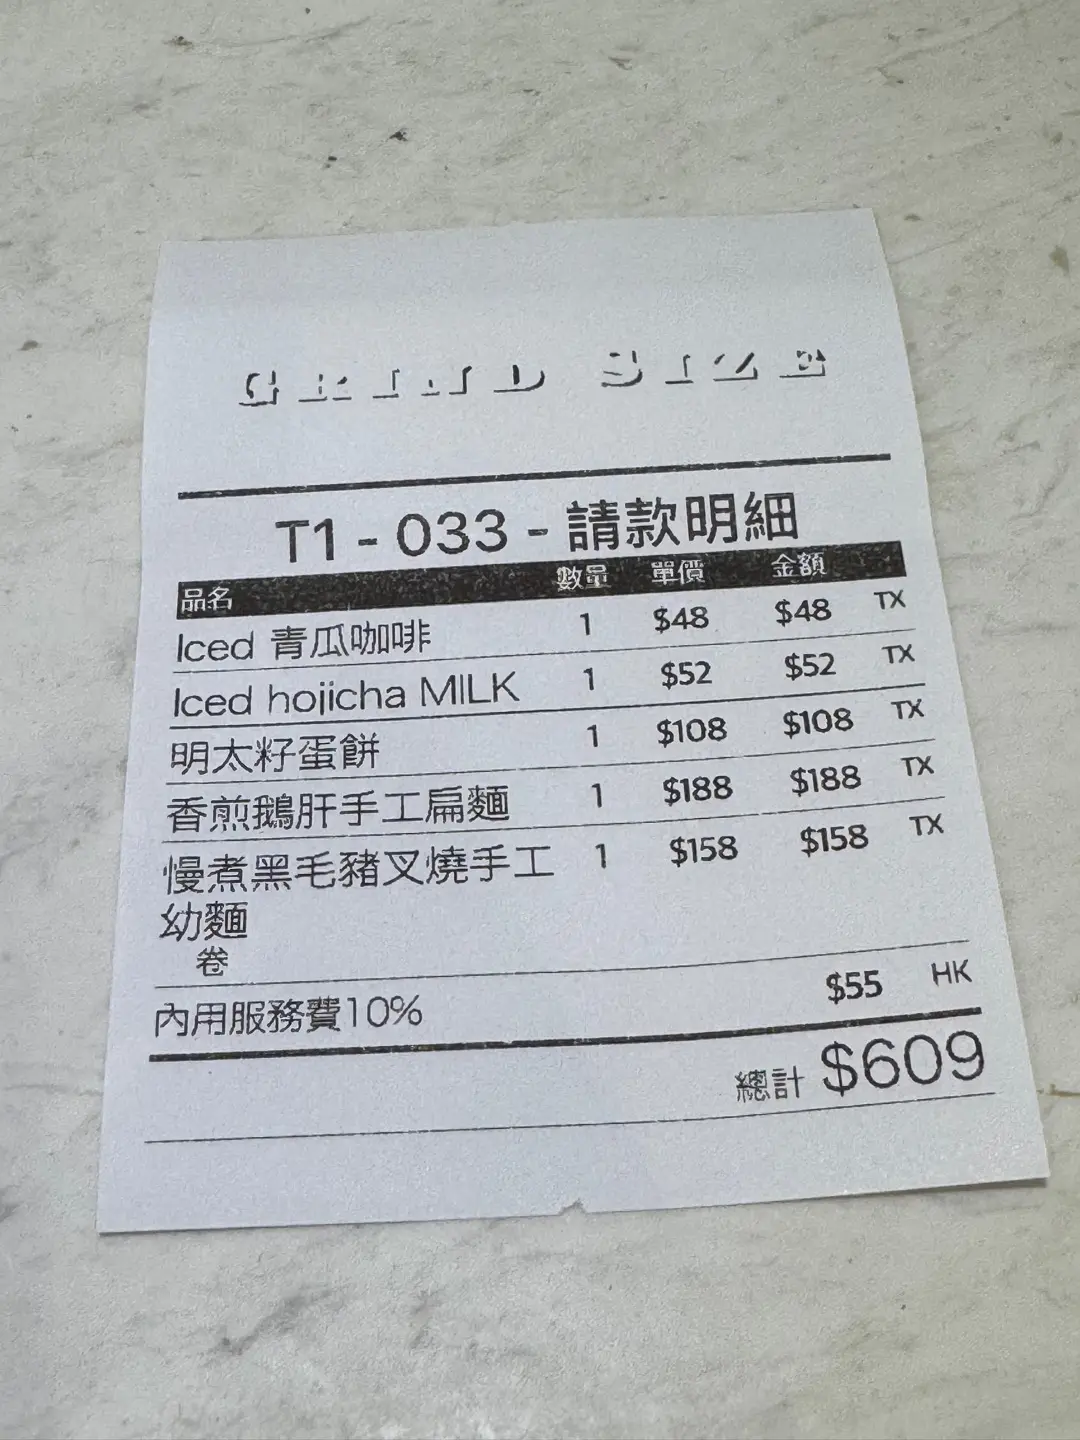 GRIND SIZE
T1 - 033 - 請款明細
品名 數量 單價 金額
Iced 青瓜咖啡 1 $48 $48 TX
Iced hojicha MILK 1 $52 $52 TX
明太籽蛋餅 1 $108 $108 TX
香煎鵝肝手工扁麵 1 $188 $188 TX
慢煮黑毛豬叉燒手工 1 $158 $158 TX
幼麵
卷
內用服務費10% $55 HK
總計 $609